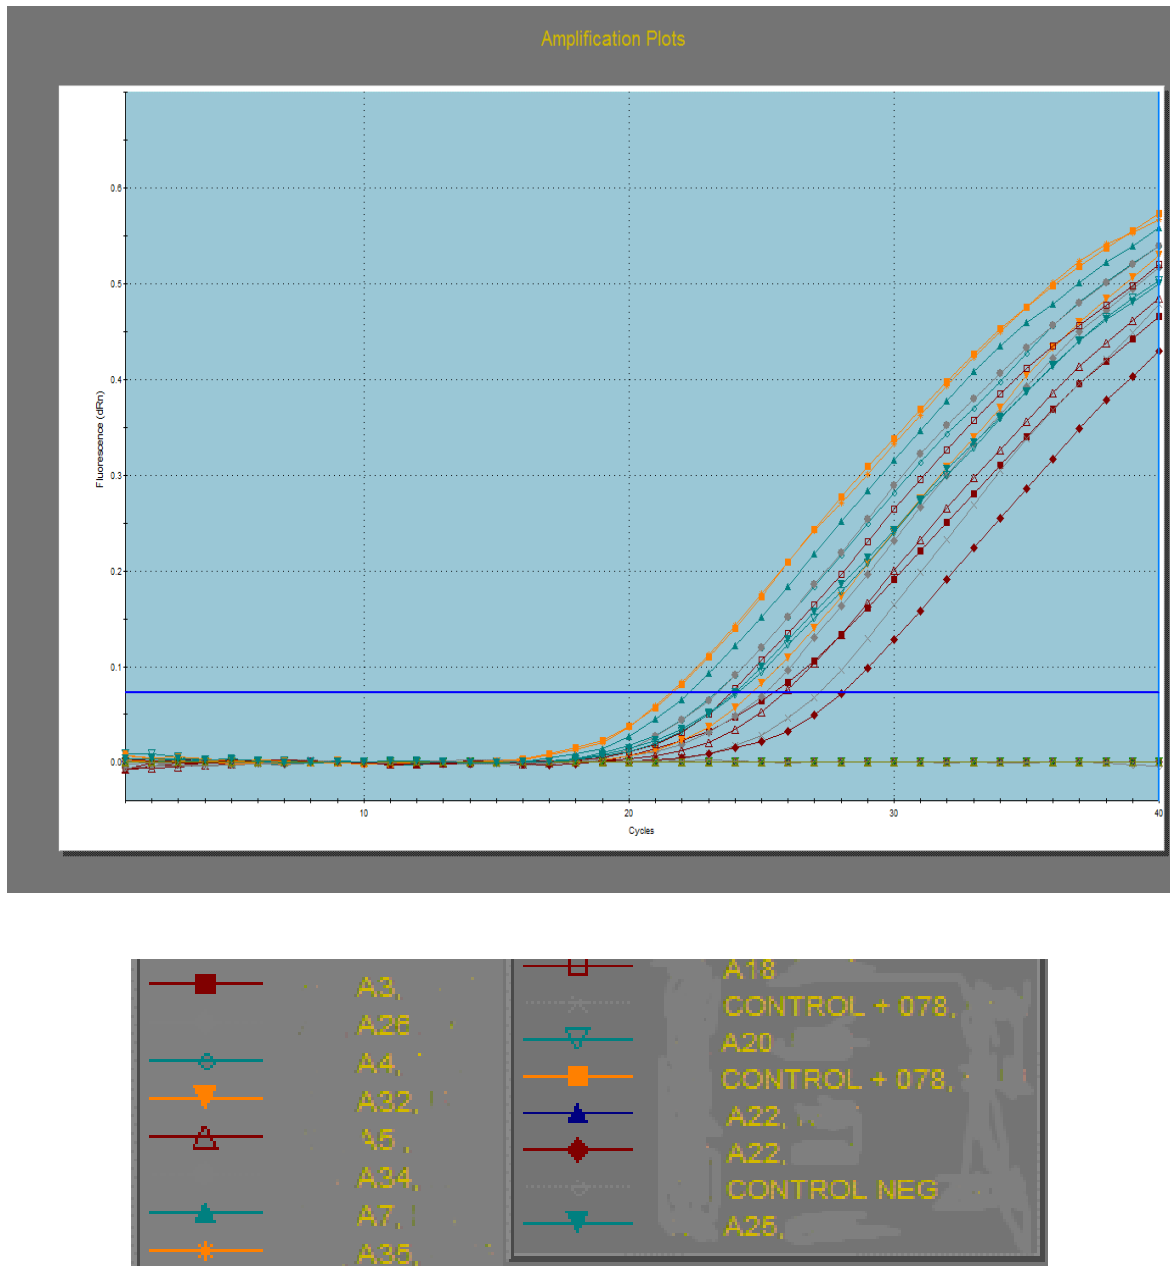 Amplification Plots
0.6
0.5
0.4
0.3
0.2
0.1
0.0
Fluorescence (dRn)
10
20
30
40
Cycles
A3,
A26
A4,
A32,
A5,
A34,
A7,
A35,
A18
CONTROL + 078,
A20
CONTROL + 078,
A22,
A22,
CONTROL NEG
A25,